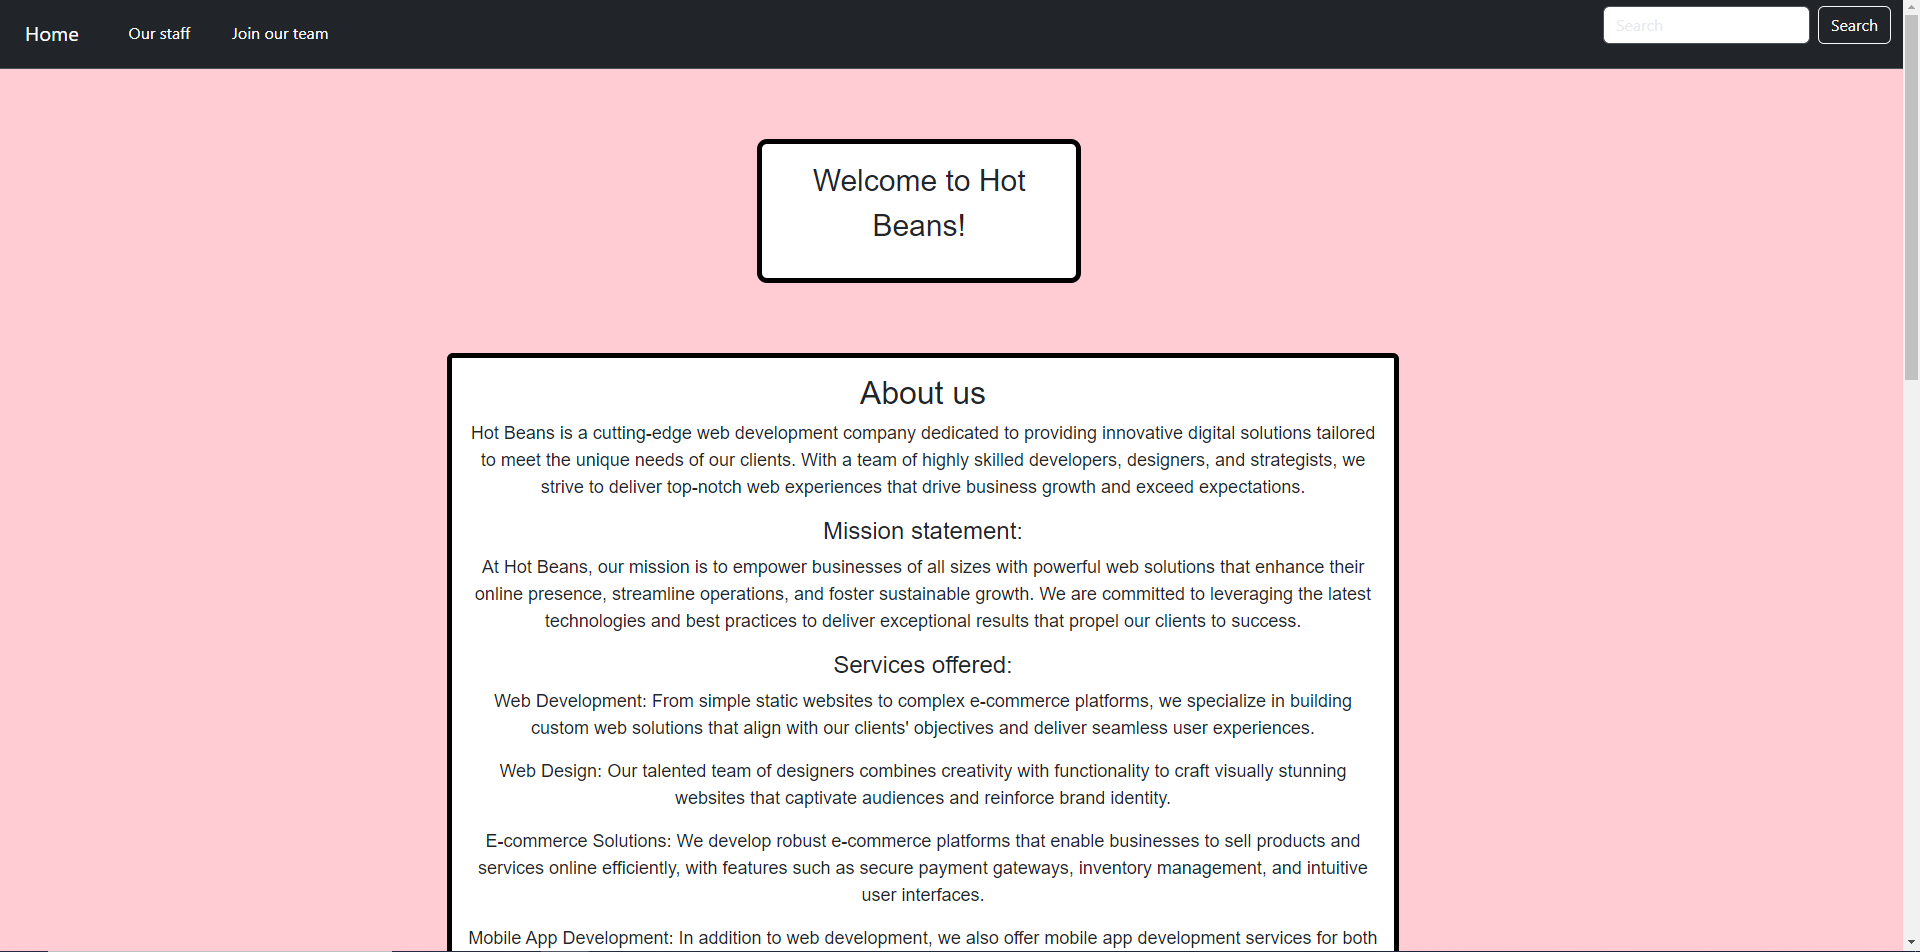 Home Our staff Join our team Search Search
Welcome to Hot
Beans!
About us
Hot Beans is a cutting-edge web development company dedicated to providing innovative digital solutions tailored
to meet the unique needs of our clients. With a team of highly skilled developers, designers, and strategists, we
strive to deliver top-notch web experiences that drive business growth and exceed expectations.
Mission statement:
At Hot Beans, our mission is to empower businesses of all sizes with powerful web solutions that enhance their
online presence, streamline operations, and foster sustainable growth. We are committed to leveraging the latest
technologies and best practices to deliver exceptional results that propel our clients to success.
Services offered:
Web Development: From simple static websites to complex e-commerce platforms, we specialize in building
custom web solutions that align with our clients' objectives and deliver seamless user experiences.
Web Design: Our talented team of designers combines creativity with functionality to craft visually stunning
websites that captivate audiences and reinforce brand identity.
E-commerce Solutions: We develop robust e-commerce platforms that enable businesses to sell products and
services online efficiently, with features such as secure payment gateways, inventory management, and intuitive
user interfaces.
Mobile App Development: In addition to web development, we also offer mobile app development services for both